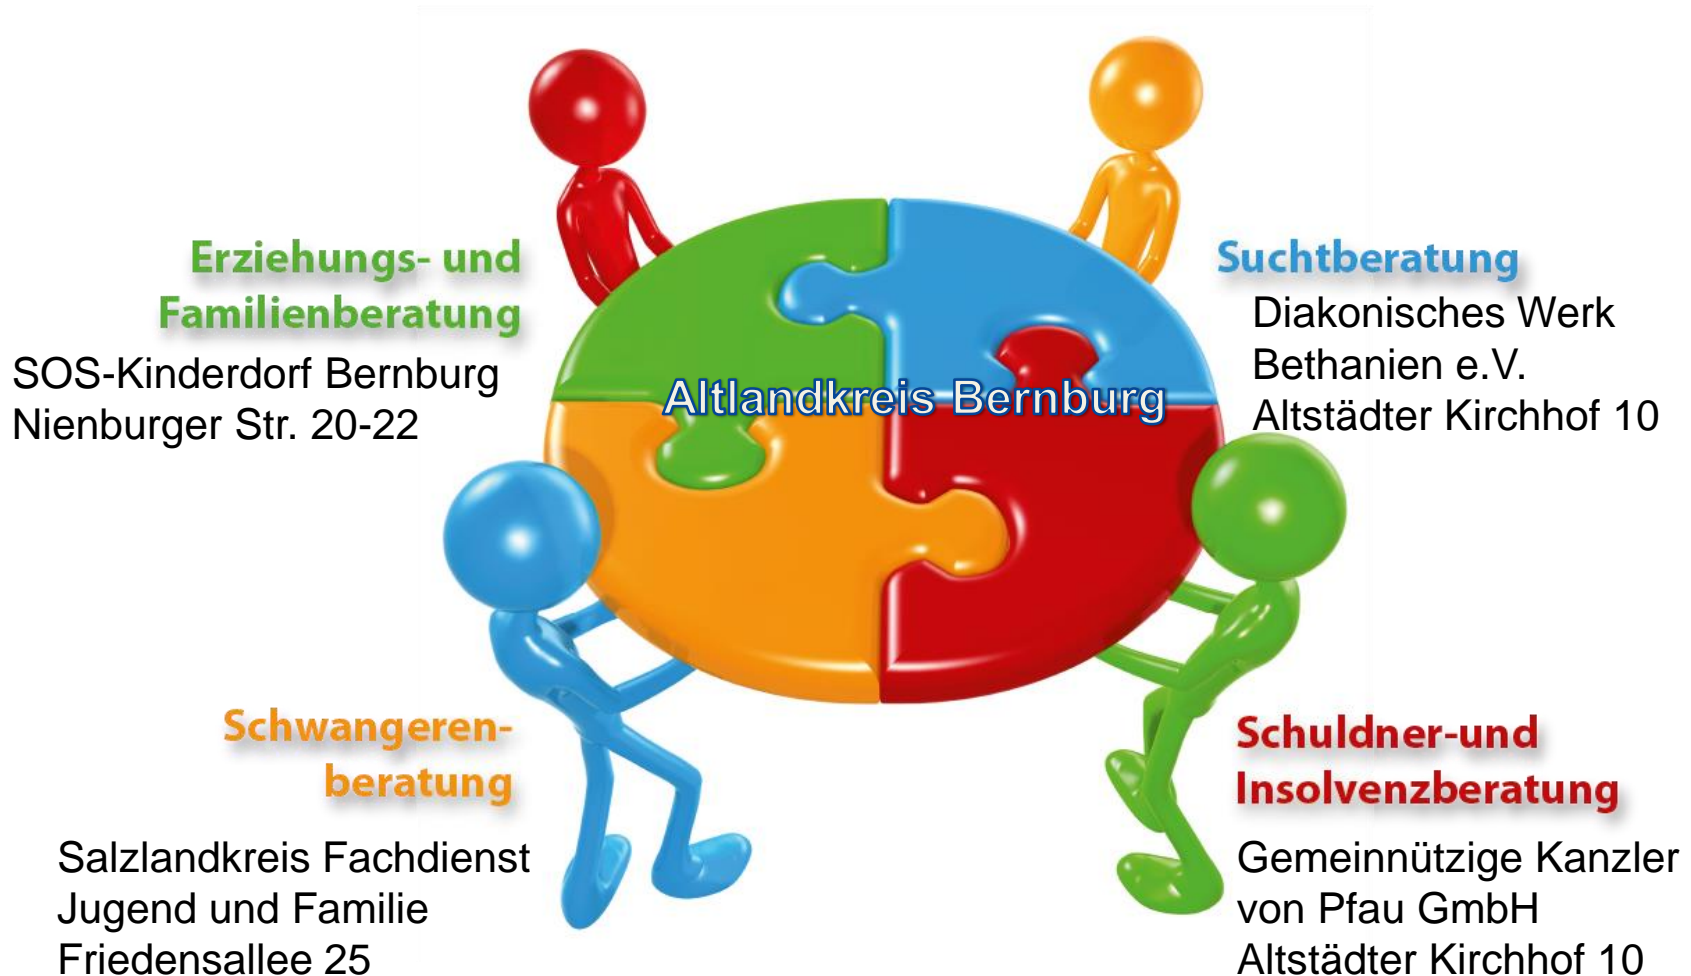 Erziehungs- und
Familienberatung
SOS-Kinderdorf Bernburg
Nienburger Str. 20-22
Suchtberatung
Diakonisches Werk
Bethanien e.V.
Altstädter Kirchhof 10
Altlandkreis Bernburg
Schwangeren-
beratung
Salzlandkreis Fachdienst
Jugend und Familie
Friedensallee 25
Schuldner-und
Insolvenzberatung
Gemeinnützige Kanzler
von Pfau GmbH
Altstädter Kirchhof 10